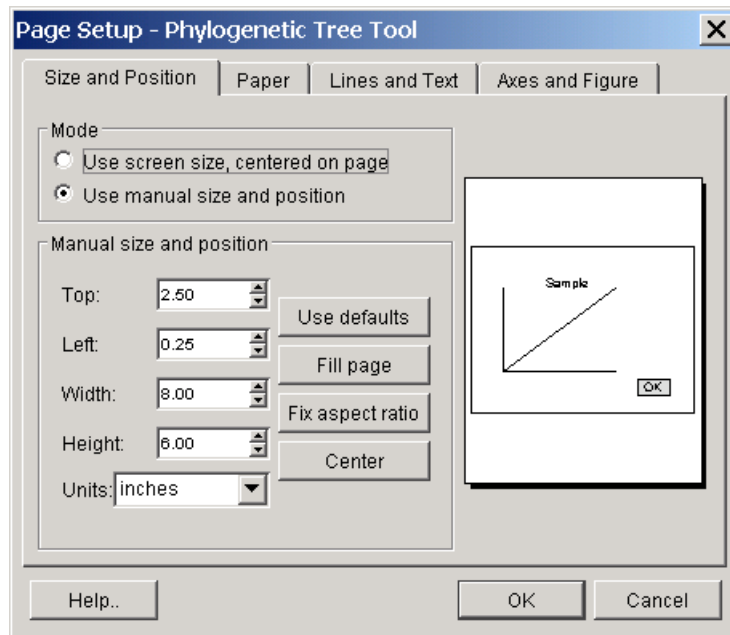 Page Setup - Phylogenetic Tree Tool
Size and Position Paper Lines and Text Axes and Figure
Mode
Use screen size, centered on page
Use manual size and position
Manual size and position
Top: 2.50
Use defaults
Left: 0.25
Fill page
Width: 8.00
Fix aspect ratio
Height: 6.00
Center
Units: inches
Sample
OK
Help.. OK Cancel